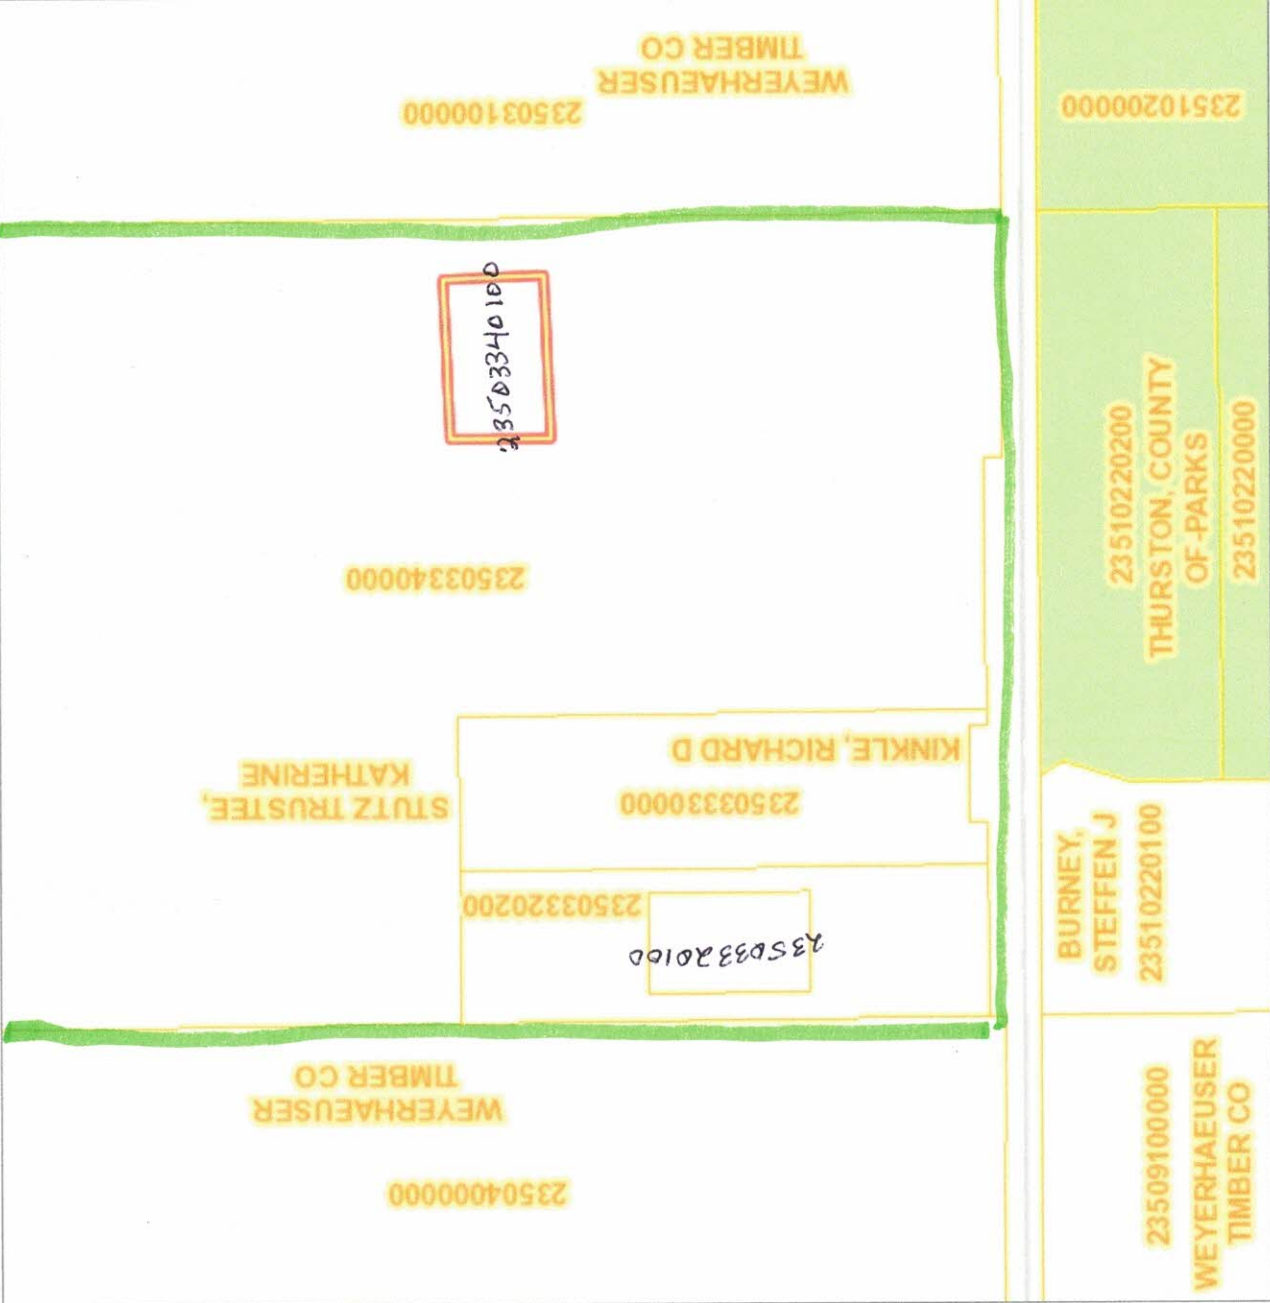 WEYERHAEUSER
TIMBER CO
23503100000
23510200000
23503340100
23503340000
23510220200
THURSTON, COUNTY
OF -PARKS
23510220000
STUTZ TRUSTEE,
KATHERINE
KINKLE, RICHARD D
23503330000
23503320200
23503320100
BURNEY,
STEFFEN J
23510220100
WEYERHAEUSER
TIMBER CO
23504000000
23509100000
WEYERHAEUSER
TIMBER CO